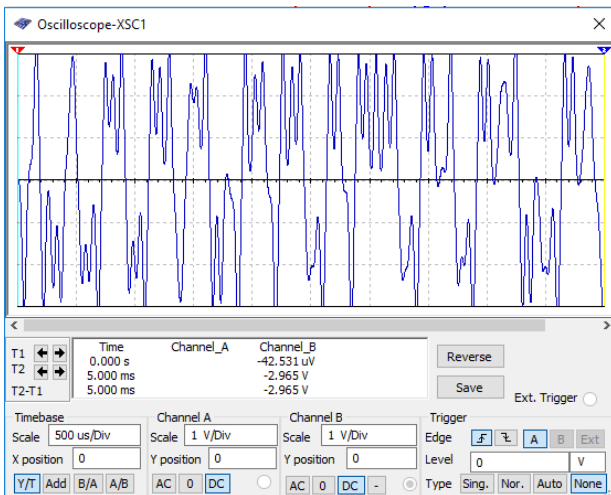 Oscilloscope-XSC1
1 2
Time Channel_A Channel_B
T1 0.000 s -42.531 uV
T2 5.000 ms -2.965 V
T2-T1 5.000 ms -2.965 V
Reverse
Save
Ext. Trigger
Timebase Channel A Channel B Trigger
Scale 500 us/Div Scale 1 V/Div Scale 1 V/Div Edge A B Ext
X position 0 Y position 0 Y position 0 Level 0 V
Y/T Add B/A A/B AC 0 DC AC 0 DC - Type Sing. Nor. Auto None